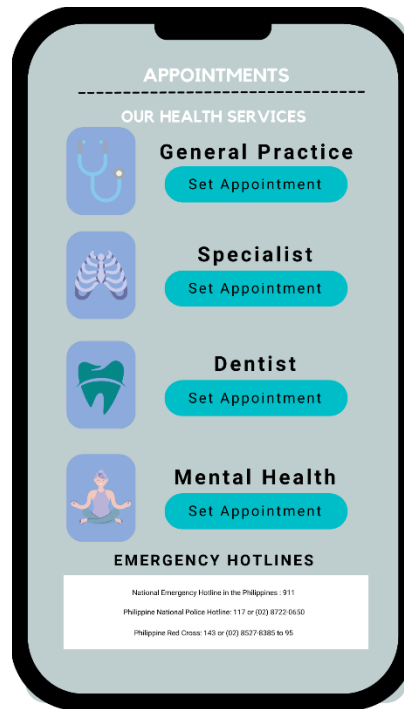 APPOINTMENTS
OUR HEALTH SERVICES
General Practice
Set Appointment
Specialist
Set Appointment
Dentist
Set Appointment
Mental Health
Set Appointment
EMERGENCY HOTLINES
National Emergency Hotline in the Philippines : 911
Philippine National Police Hotline: 117 or (02) 8722-0650
Philippine Red Cross: 143 or (02) 8527-8385 to 95